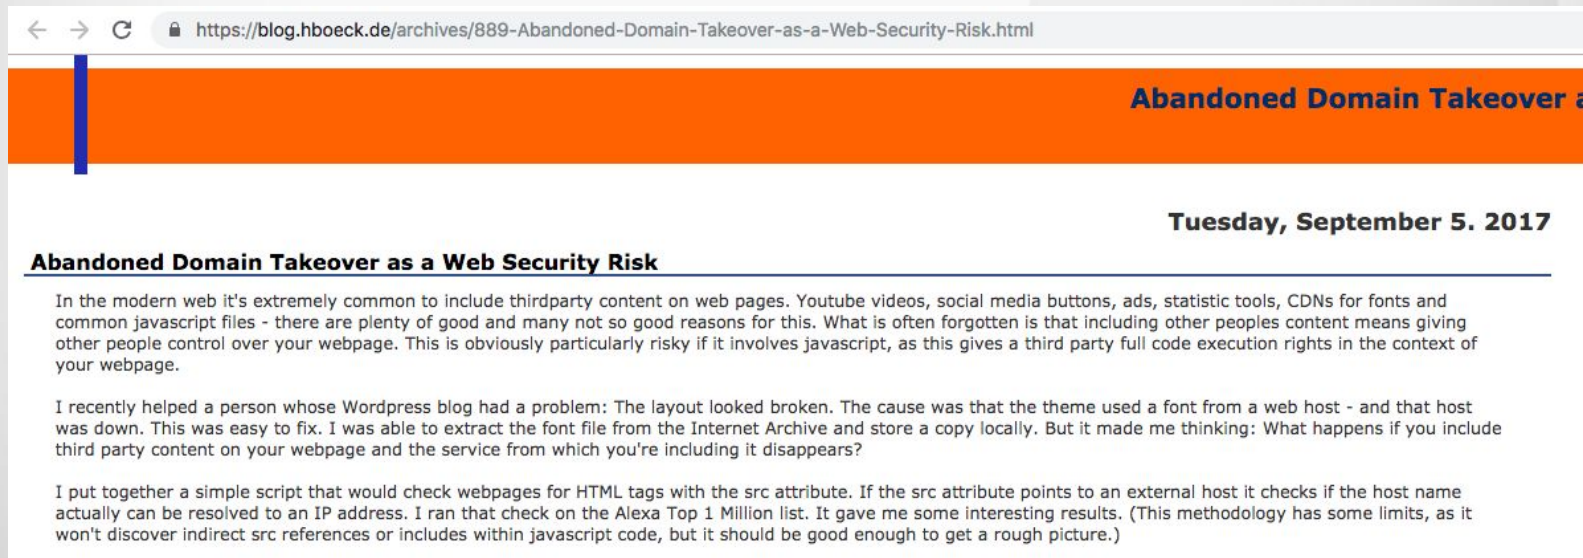 https://blog.hboeck.de/archives/889-Abandoned-Domain-Takeover-as-a-Web-Security-Risk.html
Abandoned Domain Takeover a
Tuesday, September 5. 2017
Abandoned Domain Takeover as a Web Security Risk
In the modern web it's extremely common to include thirdparty content on web pages. Youtube videos, social media buttons, ads, statistic tools, CDNs for fonts and
common javascript files - there are plenty of good and many not so good reasons for this. What is often forgotten is that including other peoples content means giving
other people control over your webpage. This is obviously particularly risky if it involves javascript, as this gives a third party full code execution rights in the context of
your webpage.
I recently helped a person whose Wordpress blog had a problem: The layout looked broken. The cause was that the theme used a font from a web host - and that host
was down. This was easy to fix. I was able to extract the font file from the Internet Archive and store a copy locally. But it made me thinking: What happens if you include
third party content on your webpage and the service from which you're including it disappears?
I put together a simple script that would check webpages for HTML tags with the src attribute. If the src attribute points to an external host it checks if the host name
actually can be resolved to an IP address. I ran that check on the Alexa Top 1 Million list. It gave me some interesting results. (This methodology has some limits, as it
won't discover indirect src references or includes within javascript code, but it should be good enough to get a rough picture.)